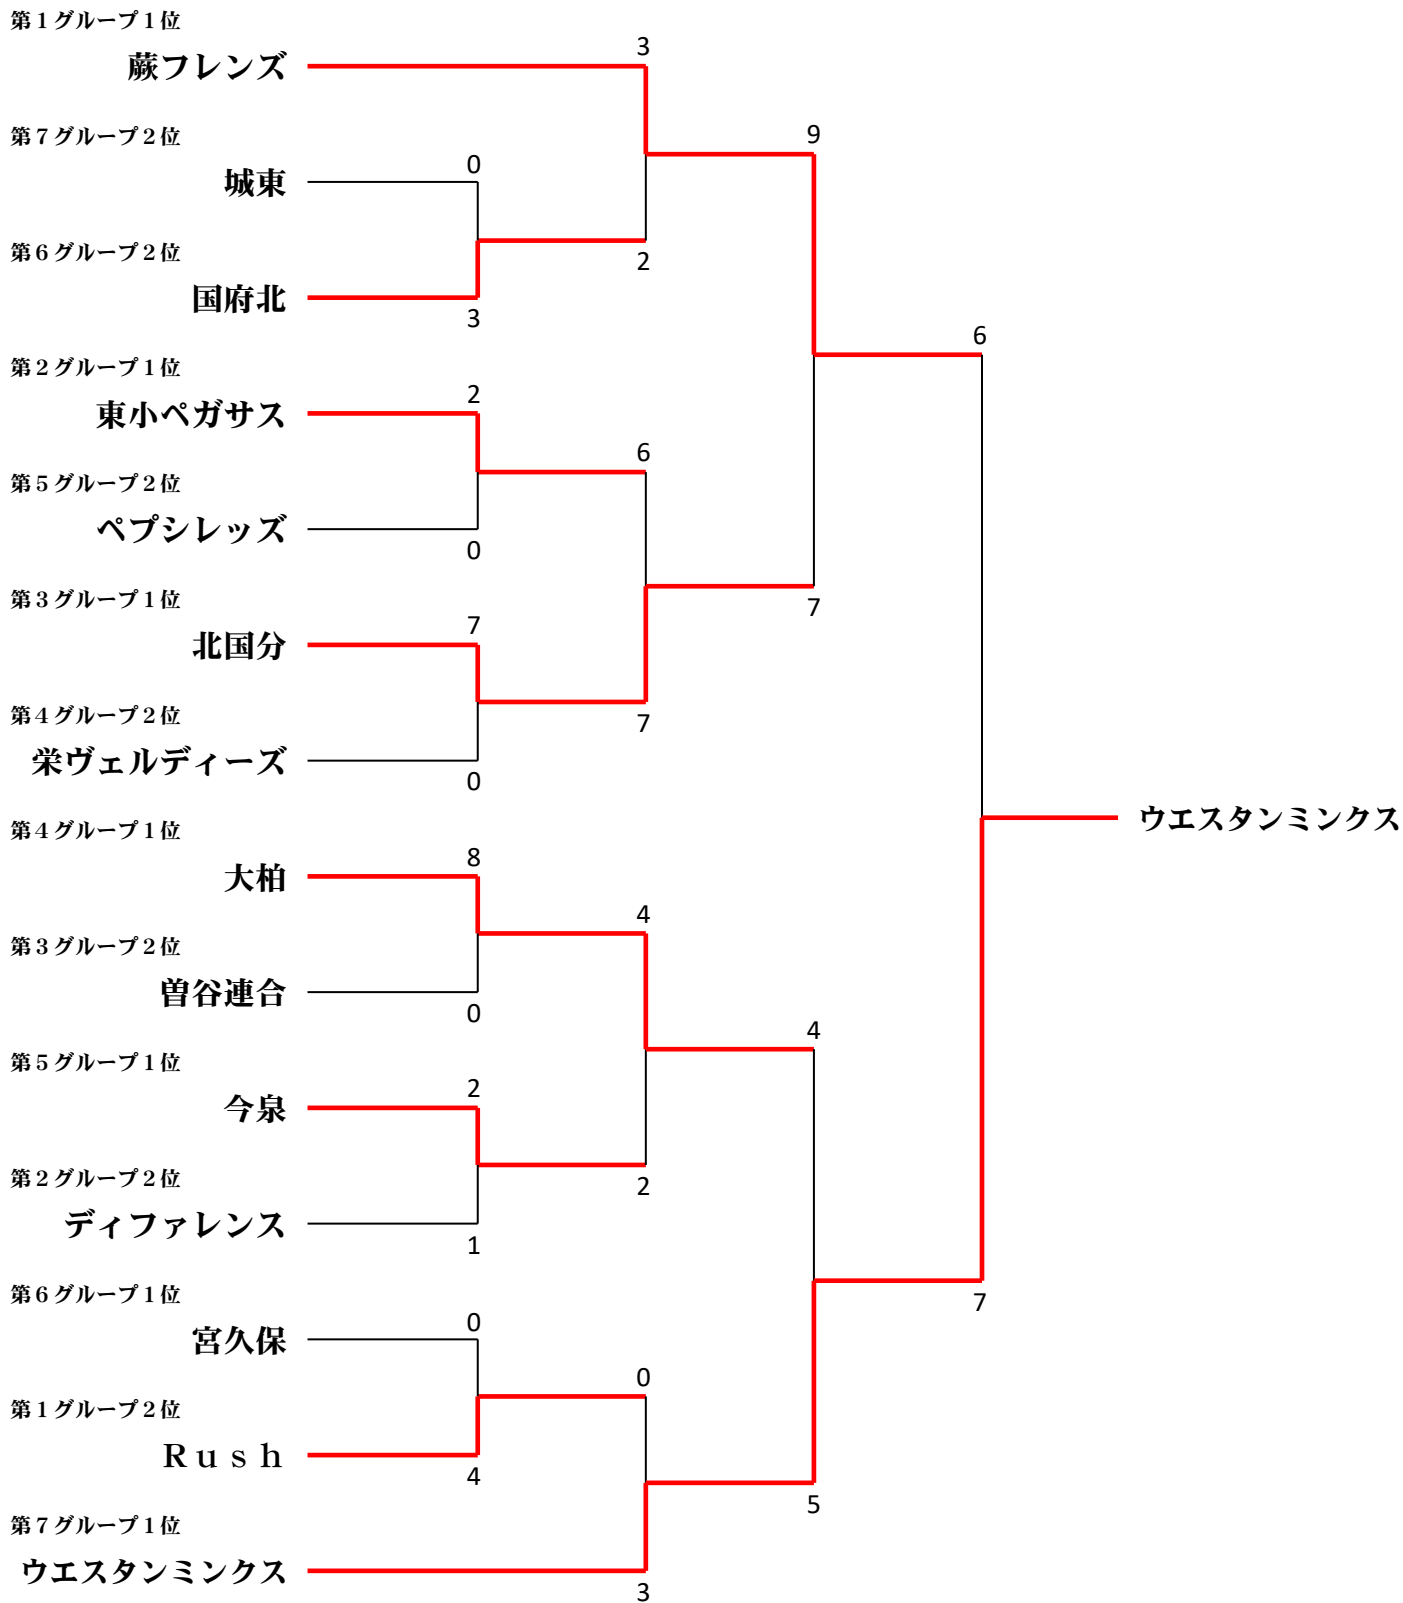 第１グループ１位
3
蕨フレンズ
第７グループ２位
9
0
城東
第６グループ２位
2
国府北
3
6
第２グループ１位
2
東小ペガサス
6
第５グループ２位
ペプシレッズ
0
第３グループ１位
7
7
北国分
第４グループ２位
7
栄ヴェルディーズ
0
ウエスタンミンクス
第４グループ１位
8
大柏
4
第３グループ２位
曽谷連合
0
4
第５グループ１位
2
今泉
第２グループ２位
2
ディファレンス
1
第６グループ１位
7
0
宮久保
0
第１グループ２位
Ｒｕｓｈ
4
5
第７グループ１位
ウエスタンミンクス
3